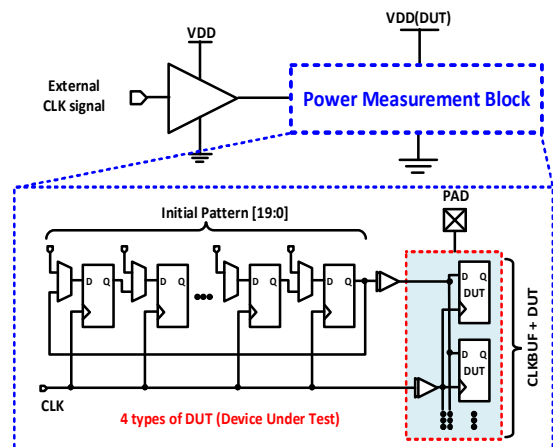 VDD
VDD(DUT)
External
CLK signal
Power Measurement Block
PAD
Initial Pattern [19:0]
D Q
D Q
D Q
D Q
D Q
DUT
D Q
DUT
CLKBUF + DUT
CLK
4 types of DUT (Device Under Test)